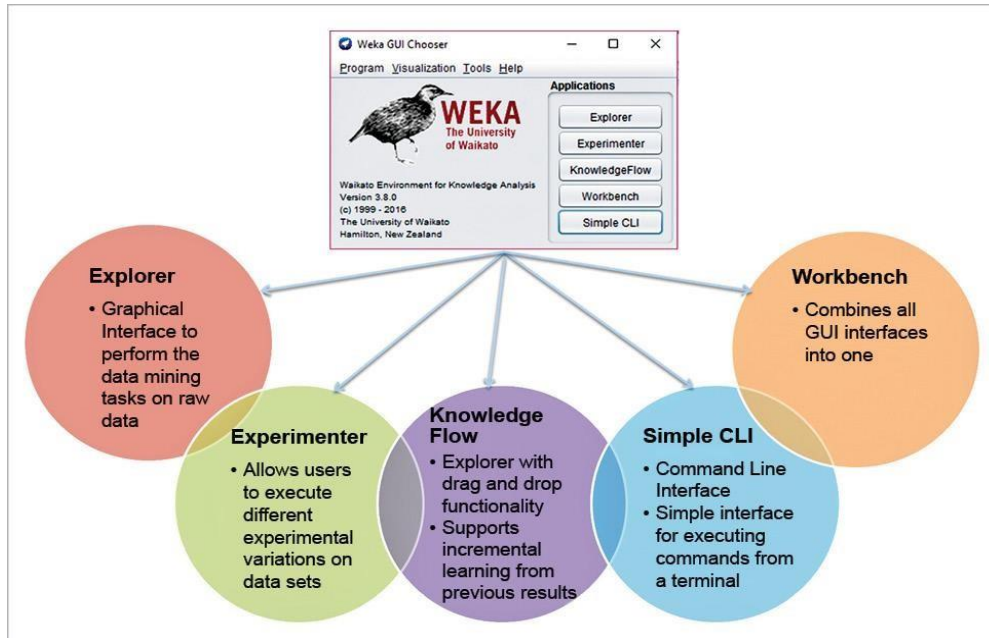 Weka GUI Chooser
Program Visualization Tools Help
Applications
WEKA
The University
of Waikato
Explorer
Experimenter
KnowledgeFlow
Workbench
Simple CLI
Waikato Environment for Knowledge Analysis
Version 3.8.0
(c) 1999 - 2016
The University of Waikato
Hamilton, New Zealand
Explorer
• Graphical
Interface to
perform the
data mining
tasks on raw
data
Experimenter
• Allows users
to execute
different
experimental
variations on
data sets
Knowledge
Flow
• Explorer with
drag and drop
functionality
• Supports
incremental
learning from
previous results
Simple CLI
• Command Line
Interface
• Simple interface
for executing
commands from
a terminal
Workbench
• Combines all
GUI interfaces
into one